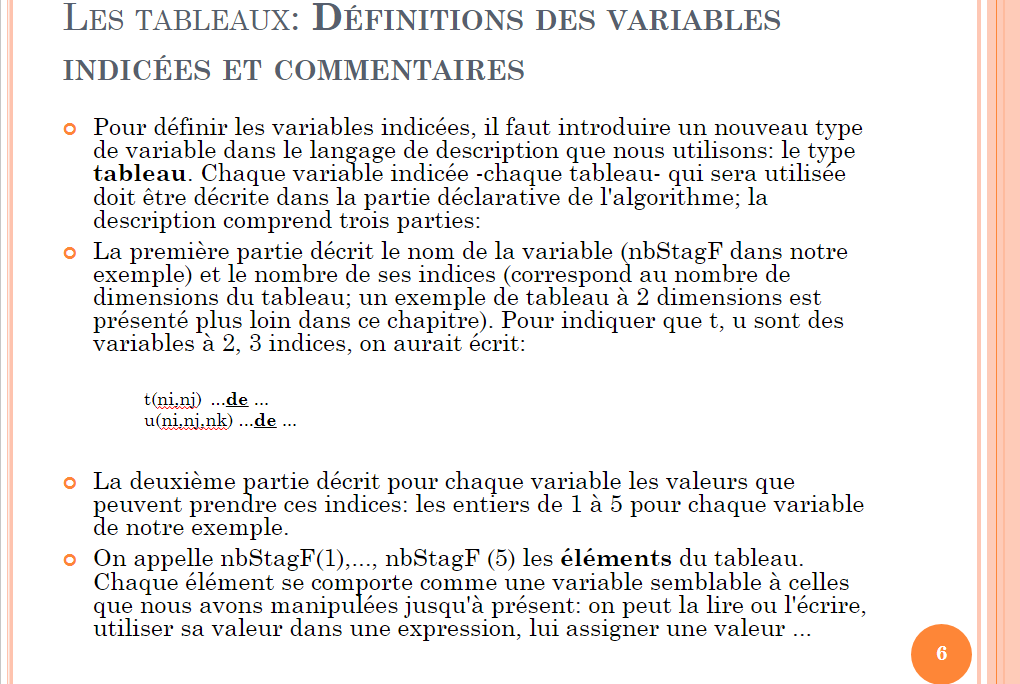 LES TABLEAUX: DÉFINITIONS DES VARIABLES
INDICÉES ET COMMENTAIRES
Pour définir les variables indicées, il faut introduire un nouveau type
de variable dans le langage de description que nous utilisons: le type
tableau. Chaque variable indicée -chaque tableau- qui sera utilisée
doit être décrite dans la partie déclarative de l'algorithme; la
description comprend trois parties:
La première partie décrit le nom de la variable (nbStagF dans notre
exemple) et le nombre de ses indices (correspond au nombre de
dimensions du tableau; un exemple de tableau à 2 dimensions est
présenté plus loin dans ce chapitre). Pour indiquer que t, u sont des
variables à 2, 3 indices, on aurait écrit:
t(ni,nj) ...de ...
u(ni,nj,nk) ...de ...
La deuxième partie décrit pour chaque variable les valeurs que
peuvent prendre ces indices: les entiers de 1 à 5 pour chaque variable
de notre exemple.
On appelle nbStagF(1),..., nbStagF (5) les éléments du tableau.
Chaque élément se comporte comme une variable semblable à celles
que nous avons manipulées jusqu'à présent: on peut la lire ou l'écrire,
utiliser sa valeur dans une expression, lui assigner une valeur ...
6